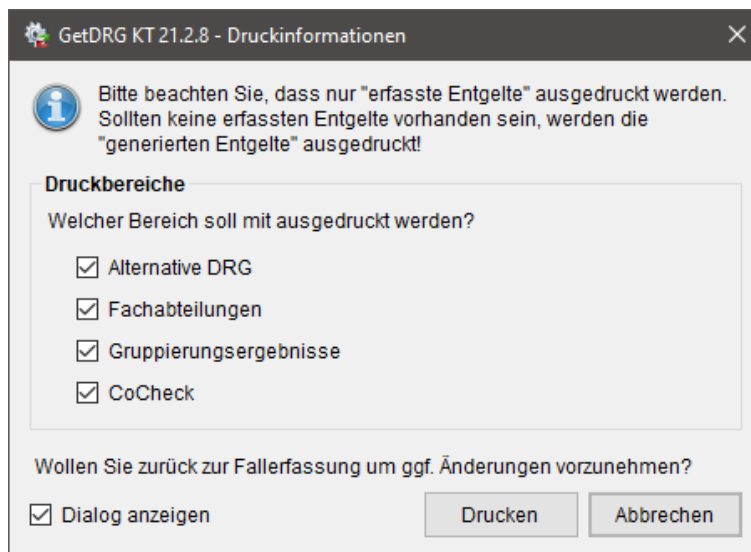 GetDRG KT 21.2.8 - Druckinformationen
Bitte beachten Sie, dass nur "erfasste Entgelte" ausgedruckt werden.
Sollten keine erfassten Entgelte vorhanden sein, werden die
"generierten Entgelte" ausgedruckt!
Druckbereiche
Welcher Bereich soll mit ausgedruckt werden?
Alternative DRG
Fachabteilungen
Gruppierungsergebnisse
CoCheck
Wollen Sie zurück zur Fallerfassung um ggf. Änderungen vorzunehmen?
Dialog anzeigen
Drucken
Abbrechen